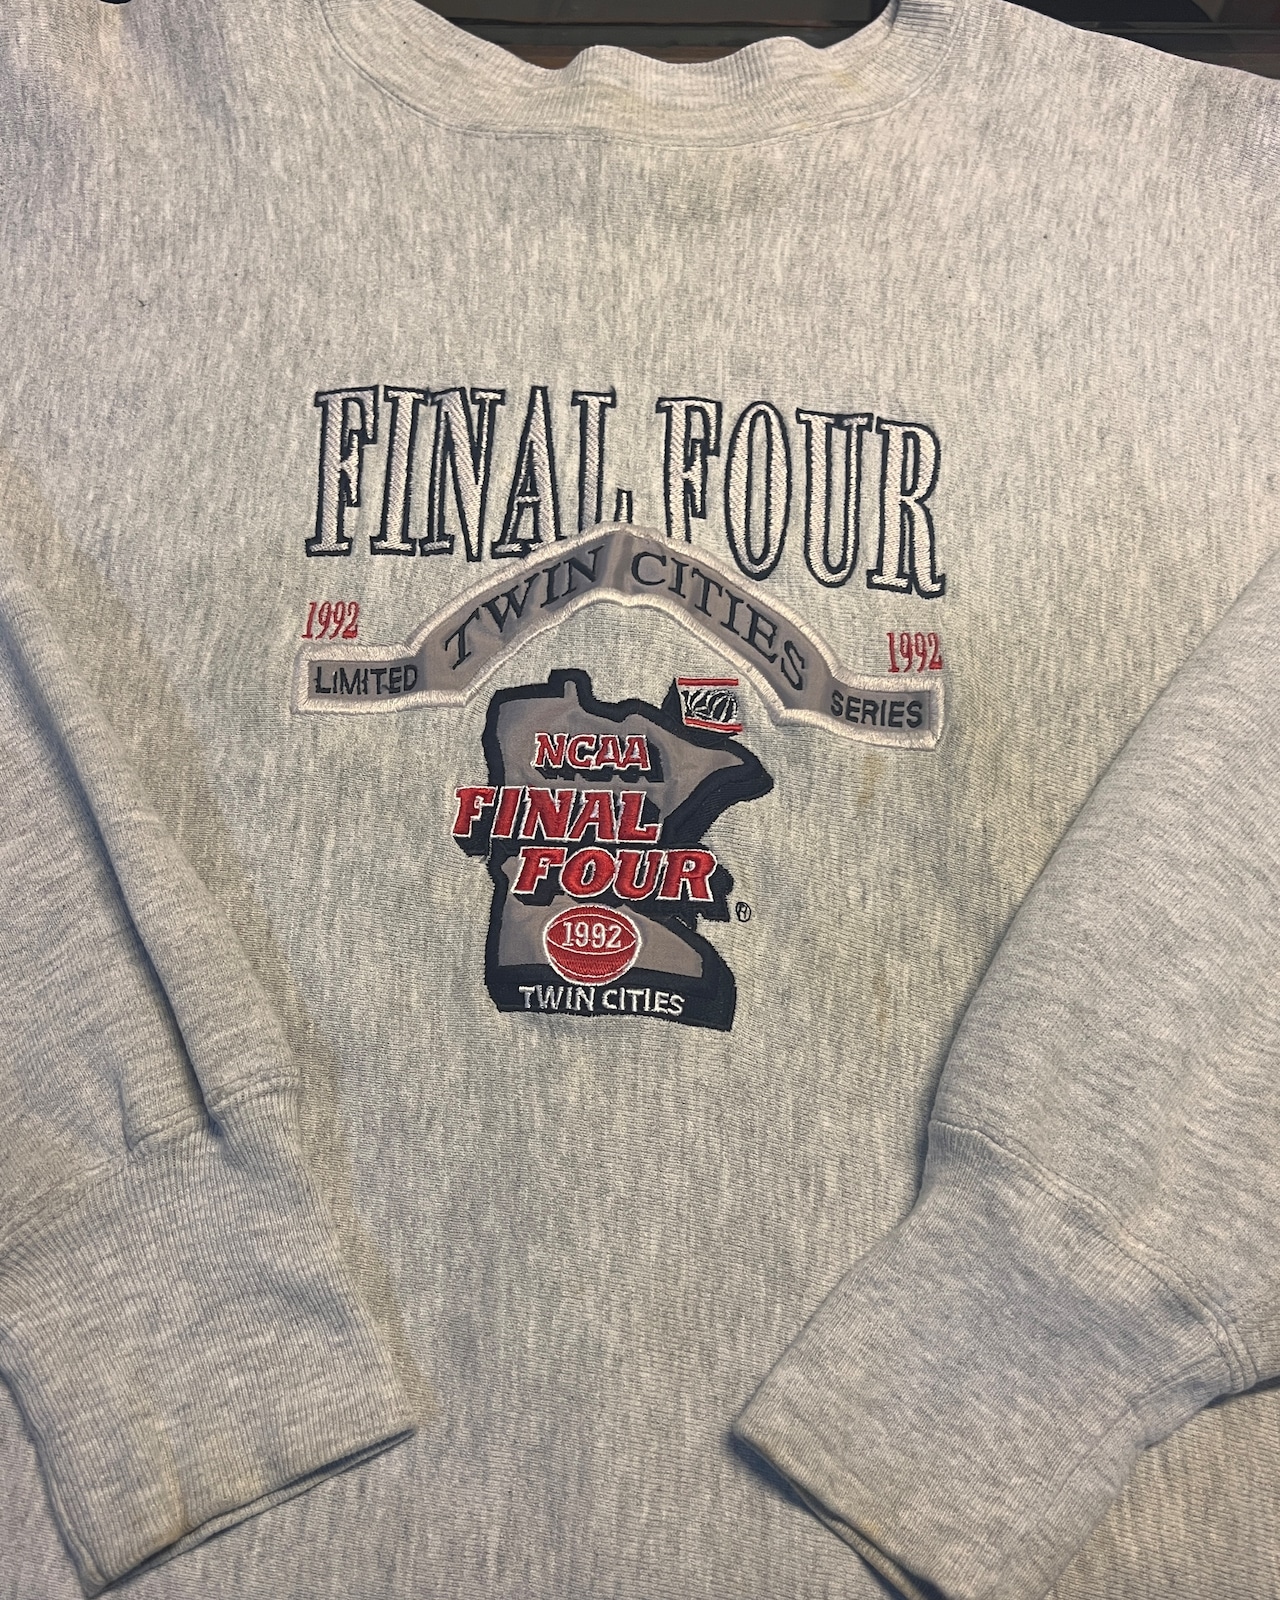 FINAL FOUR
TWIN CITIES
1992
1992
LIMITED
SERIES
NCAA
FINAL
FOUR
®
1992
TWIN CITIES